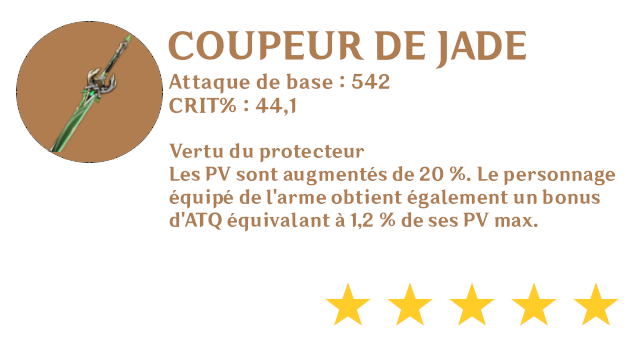 COUPEUR DE JADE
Attaque de base : 542
CRIT% : 44,1
Vertu du protecteur
Les PV sont augmentés de 20 %. Le personnage
équipé de l'arme obtient également un bonus
d'ATQ équivalant à 1,2 % de ses PV max.